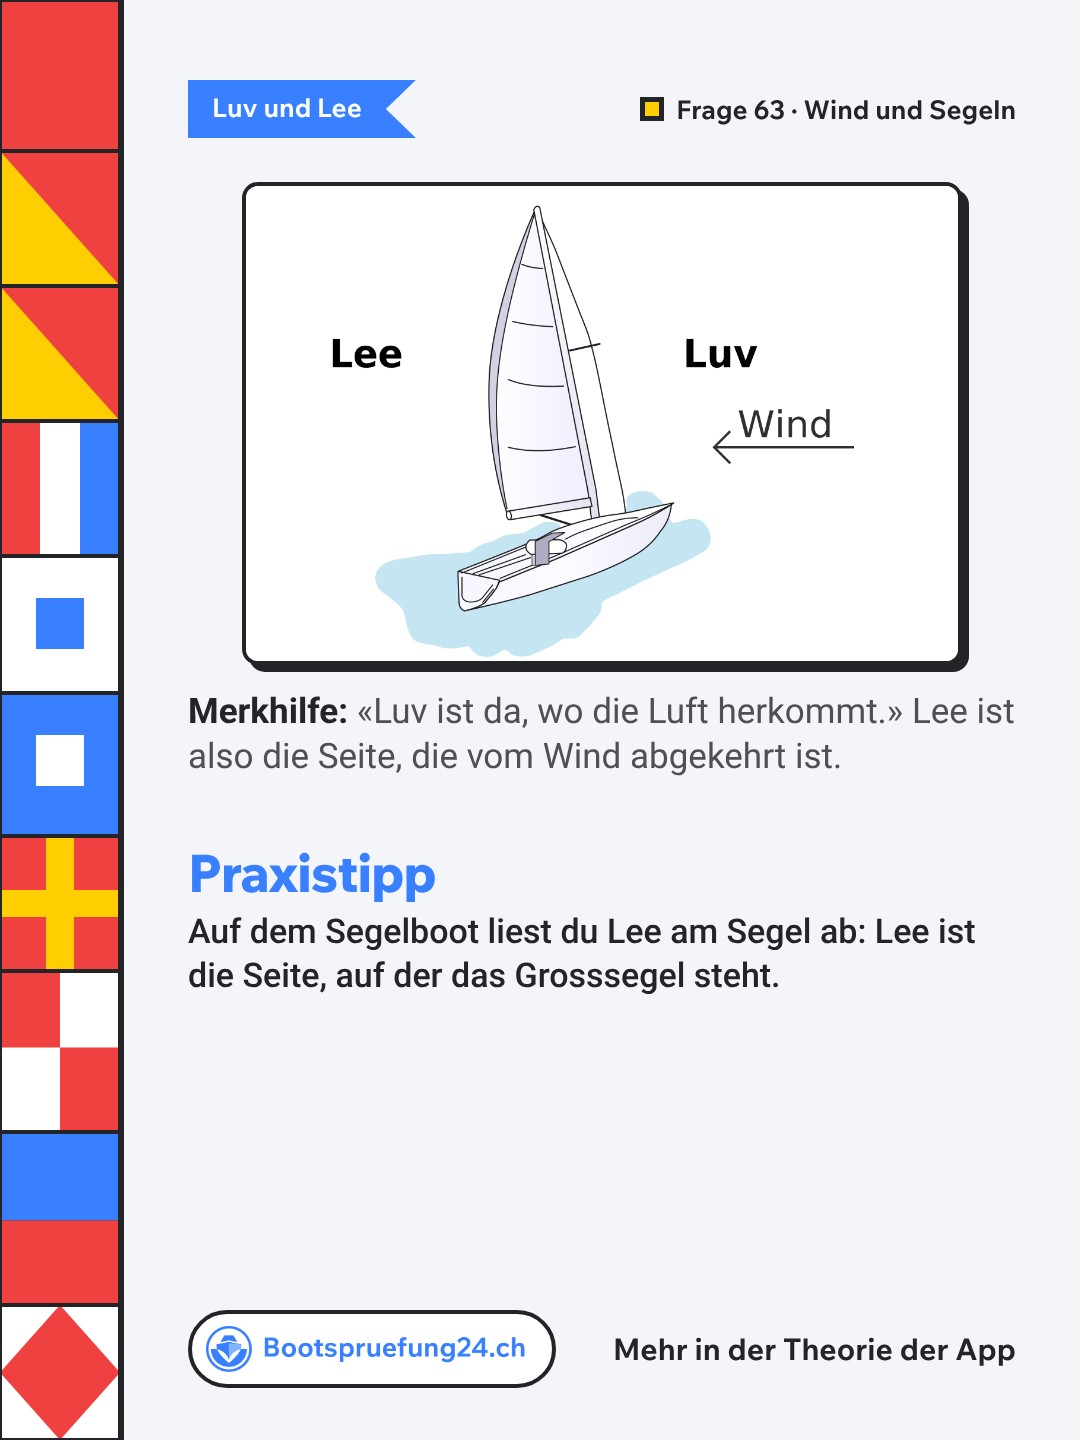 Luv und Lee
Frage 63 · Wind und Segeln
Lee
Luv
Wind
Merkhilfe: «Luv ist da, wo die Luft herkommt.» Lee ist
also die Seite, die vom Wind abgekehrt ist.
Praxistipp
Auf dem Segelboot liest du Lee am Segel ab: Lee ist
die Seite, auf der das Grosssegel steht.
Bootspruefung24.ch
Mehr in der Theorie der App